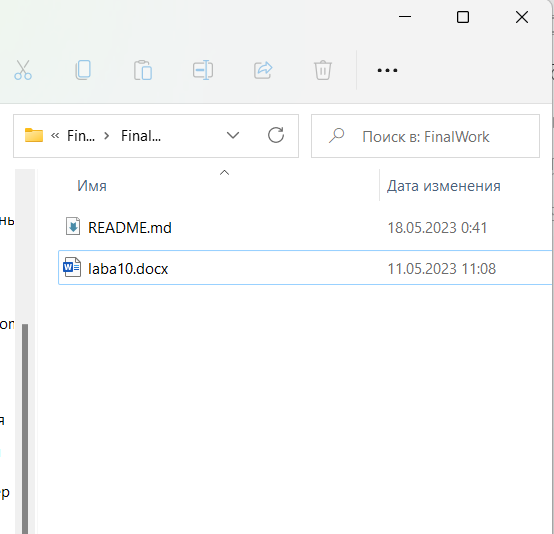 « Fin... > Final...
Поиск в: FinalWork
Имя
Дата изменения
README.md
18.05.2023 0:41
laba10.docx
11.05.2023 11:08